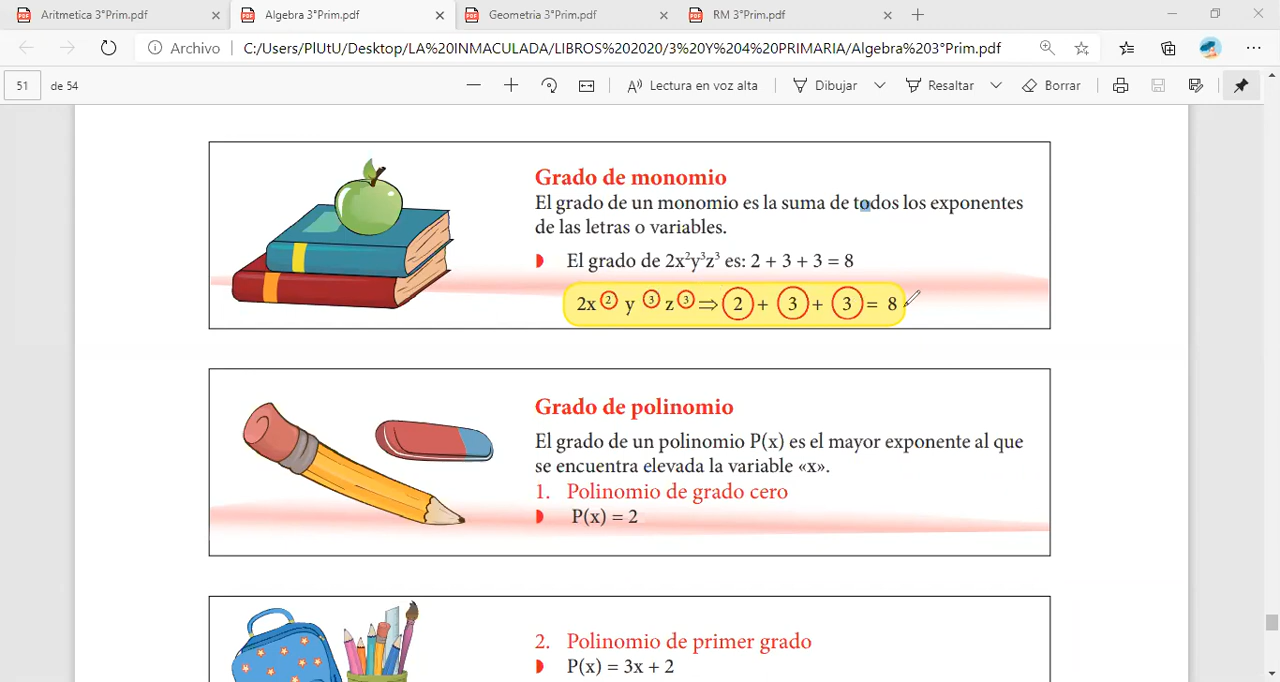 Aritmetica 3°Prim.pdf
Algebra 3°Prim.pdf
Geometria 3°Prim.pdf
RM 3°Prim.pdf
Archivo
C:/Users/PlUtU/Desktop/LA%20INMACULADA/LIBROS%202020/3%20Y%204%20PRIMARIA/Algebra%203°Prim.pdf
51 de 54
Lectura en voz alta
Dibujar
Resaltar
Borrar
Grado de monomio
El grado de un monomio es la suma de todos los exponentes
de las letras o variables.
El grado de 2x²y³z³ es: 2 + 3 + 3 = 8
2x ② y ③ z ③ ⇒ ② + ③ + ③ = 8
Grado de polinomio
El grado de un polinomio P(x) es el mayor exponente al que
se encuentra elevada la variable «x».
1. Polinomio de grado cero
P(x) = 2
2. Polinomio de primer grado
P(x) = 3x + 2